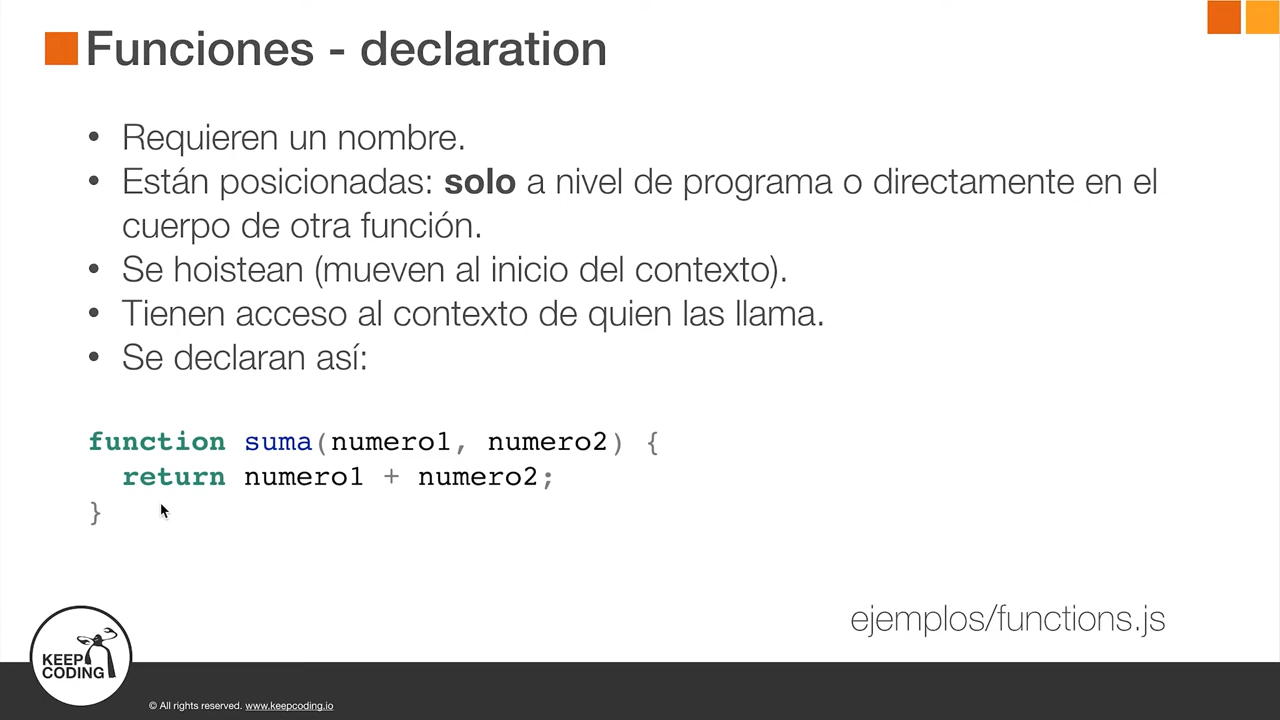 Funciones - declaration
• Requieren un nombre.
• Están posicionadas: solo a nivel de programa o directamente en el
cuerpo de otra función.
• Se hoistean (mueven al inicio del contexto).
• Tienen acceso al contexto de quien las llama.
• Se declaran así:
function suma(numero1, numero2) {
  return numero1 + numero2;
}
ejemplos/functions.js
KEEP
CODING
© All rights reserved. www.keepcoding.io